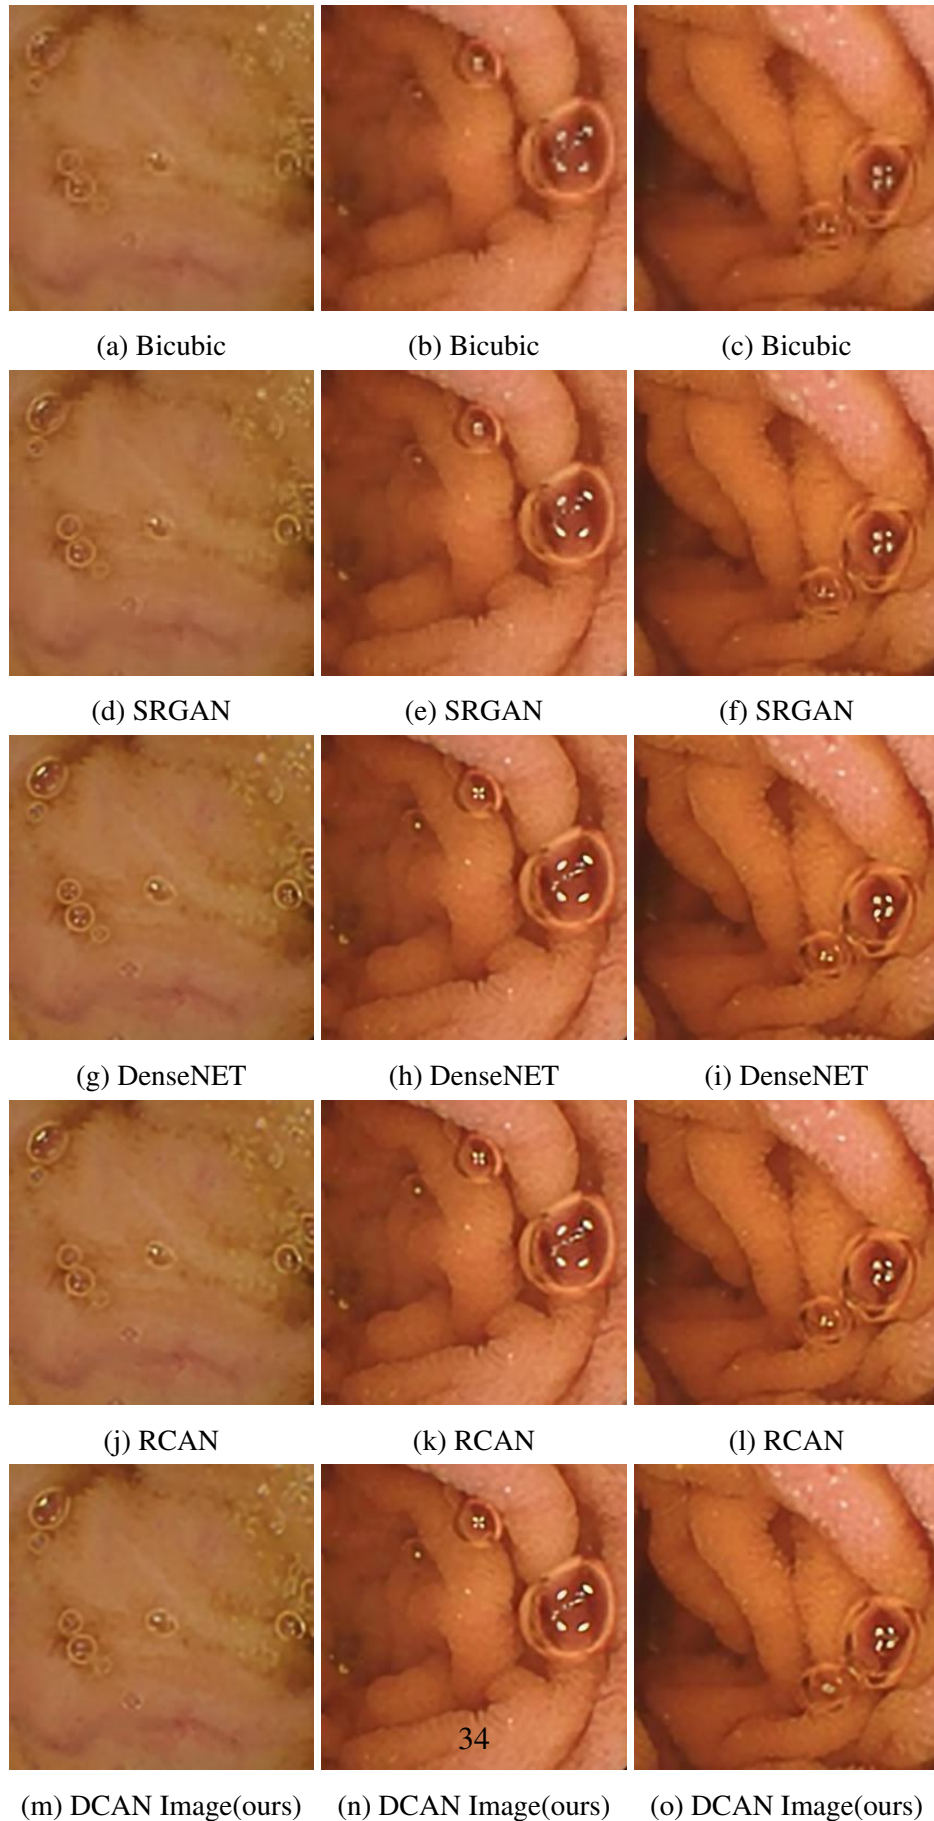 (a) Bicubic (b) Bicubic (c) Bicubic
(d) SRGAN (e) SRGAN (f) SRGAN
(g) DenseNET (h) DenseNET (i) DenseNET
(j) RCAN (k) RCAN (l) RCAN
34
(m) DCAN Image(ours) (n) DCAN Image(ours) (o) DCAN Image(ours)